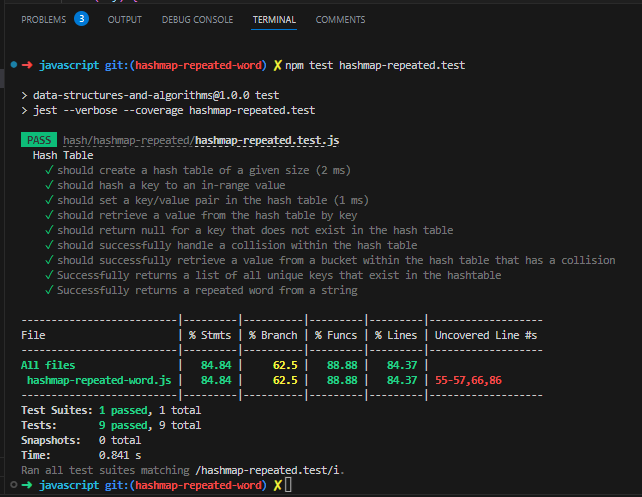 PROBLEMS 3 OUTPUT DEBUG CONSOLE TERMINAL COMMENTS
➜ javascript git:(hashmap-repeated-word) ✗ npm test hashmap-repeated.test
> data-structures-and-algorithms@1.0.0 test
> jest --verbose --coverage hashmap-repeated.test
PASS hash/hashmap-repeated/hashmap-repeated.test.js
Hash Table
✓ should create a hash table of a given size (2 ms)
✓ should hash a key to an in-range value
✓ should set a key/value pair in the hash table (1 ms)
✓ should retrieve a value from the hash table by key
✓ should return null for a key that does not exist in the hash table
✓ should successfully handle a collision within the hash table
✓ should successfully retrieve a value from a bucket within the hash table that has a collision
✓ Successfully returns a list of all unique keys that exist in the hashtable
✓ Successfully returns a repeated word from a string
--------------------------|---------|----------|---------|---------|-------------------
File | % Stmts | % Branch | % Funcs | % Lines | Uncovered Line #s
--------------------------|---------|----------|---------|---------|-------------------
All files | 84.84 | 62.5 | 88.88 | 84.37 |
hashmap-repeated-word.js | 84.84 | 62.5 | 88.88 | 84.37 | 55-57,66,86
--------------------------|---------|----------|---------|---------|-------------------
Test Suites: 1 passed, 1 total
Tests: 9 passed, 9 total
Snapshots: 0 total
Time: 0.841 s
Ran all test suites matching /hashmap-repeated.test/i.
➜ javascript git:(hashmap-repeated-word) ✗